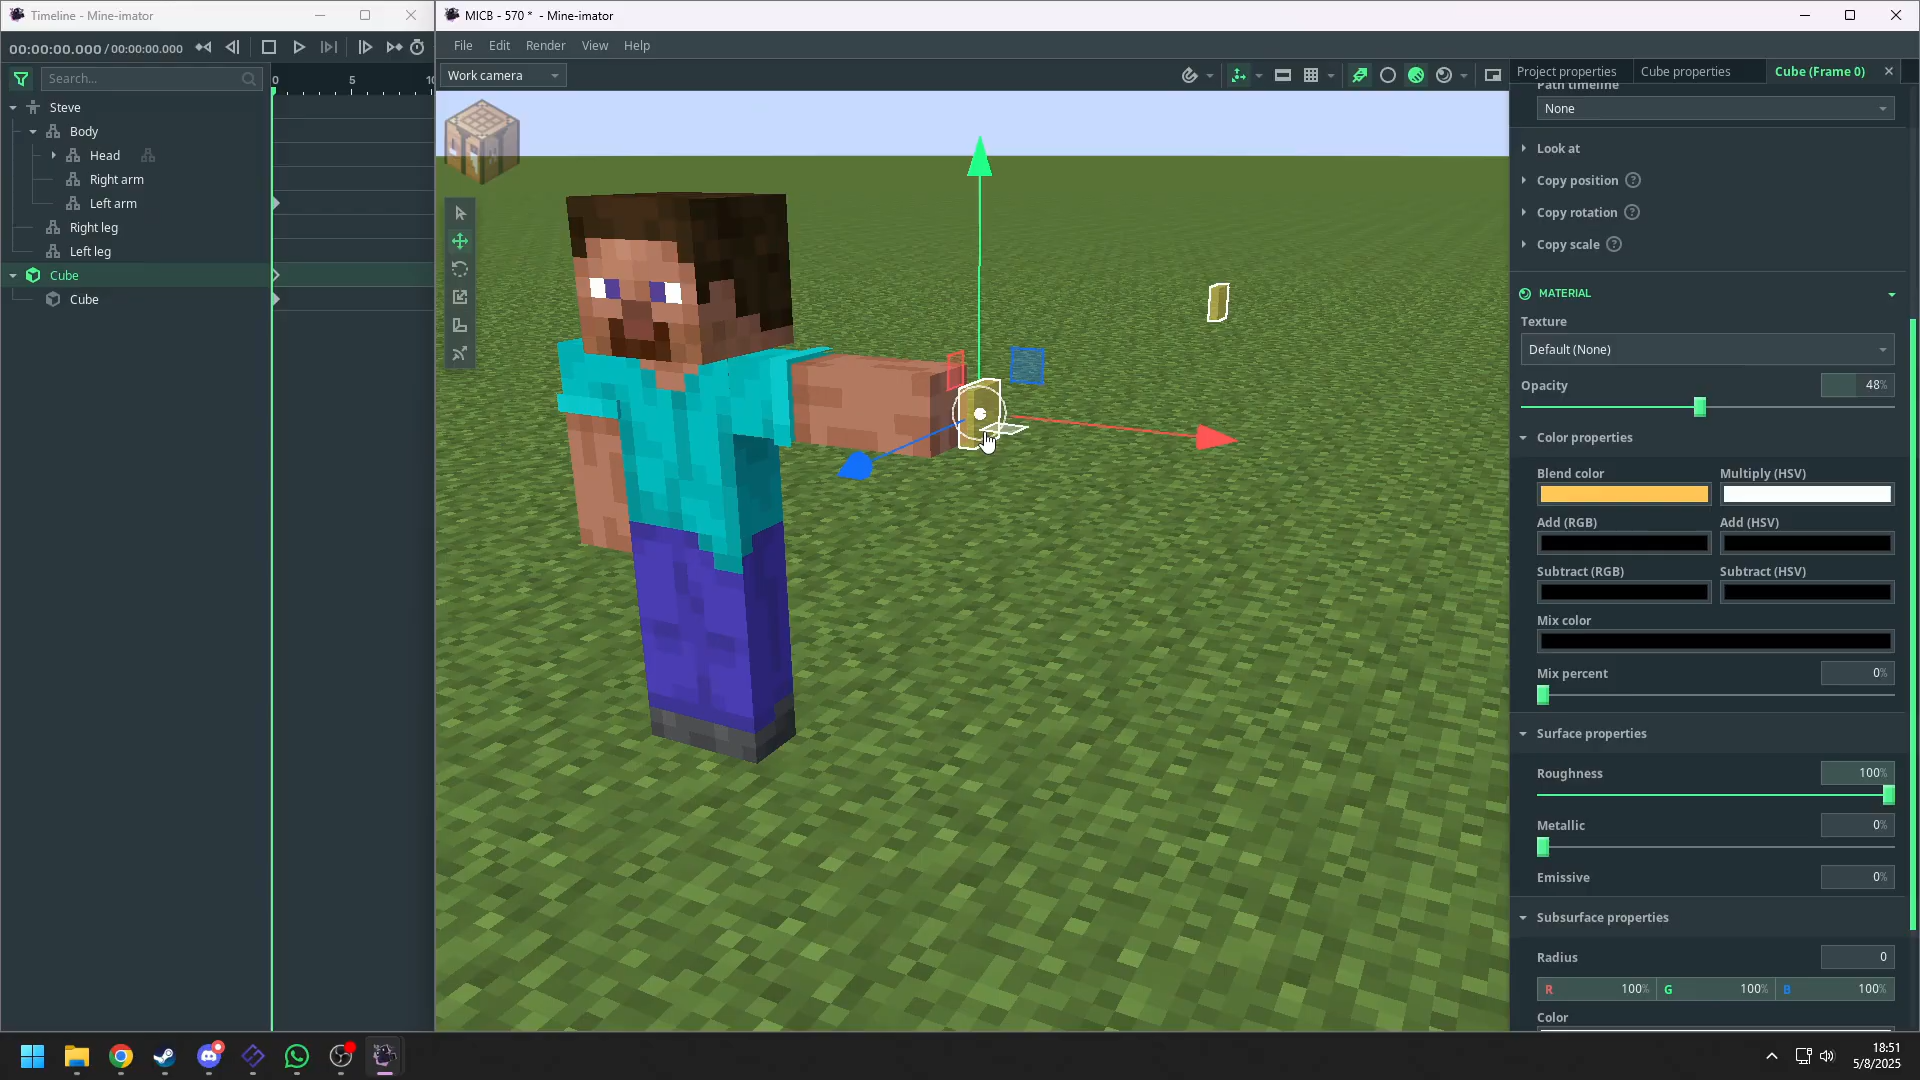 Timeline - Mine-imator
MICB - 570 * - Mine-imator
00:00:00.000 / 00:00:00.000
File Edit Render View Help
Search...
0 5 10
Work camera
Project properties Cube properties Cube (Frame 0)
Path timeline
None
Steve
Body
Head
Right arm
Left arm
Right leg
Left leg
Cube
Cube
Look at
Copy position
Copy rotation
Copy scale
MATERIAL
Texture
Default (None)
Opacity 48%
Color properties
Blend color Multiply (HSV)
Add (RGB) Add (HSV)
Subtract (RGB) Subtract (HSV)
Mix color
Mix percent 0%
Surface properties
Roughness 100%
Metallic 0%
Emissive 0%
Subsurface properties
Radius 0
R 100% G 100% B 100%
Color
18:51
5/8/2025